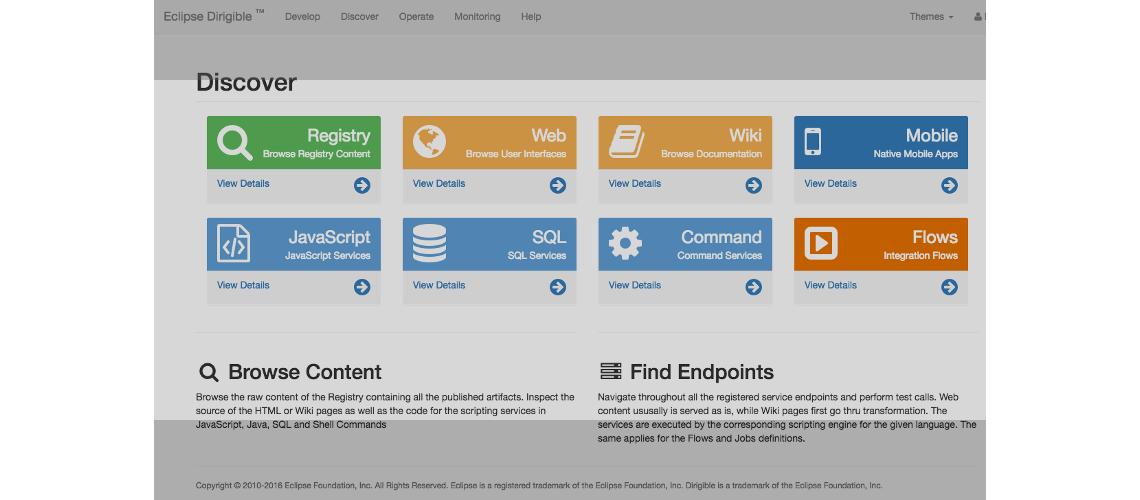 Eclipse Dirigible ™ Develop Discover Operate Monitoring Help Themes
Discover
Registry
Browse Registry Content
View Details
Web
Browse User Interfaces
View Details
Wiki
Browse Documentation
View Details
Mobile
Native Mobile Apps
View Details
JavaScript
JavaScript Services
View Details
SQL
SQL Services
View Details
Command
Command Services
View Details
Flows
Integration Flows
View Details
Browse Content
Browse the raw content of the Registry containing all the published artifacts. Inspect the
source of the HTML or Wiki pages as well as the code for the scripting services in
JavaScript, Java, SQL and Shell Commands
Find Endpoints
Navigate throughout all the registered service endpoints and perform test calls. Web
content ususally is served as is, while Wiki pages first go thru transformation. The
services are executed by the corresponding scripting engine for the given language. The
same applies for the Flows and Jobs definitions.
Copyright © 2010-2016 Eclipse Foundation, Inc. All Rights Reserved. Eclipse is a registered trademark of the Eclipse Foundation, Inc. Dirigible is a trademark of the Eclipse Foundation, Inc.